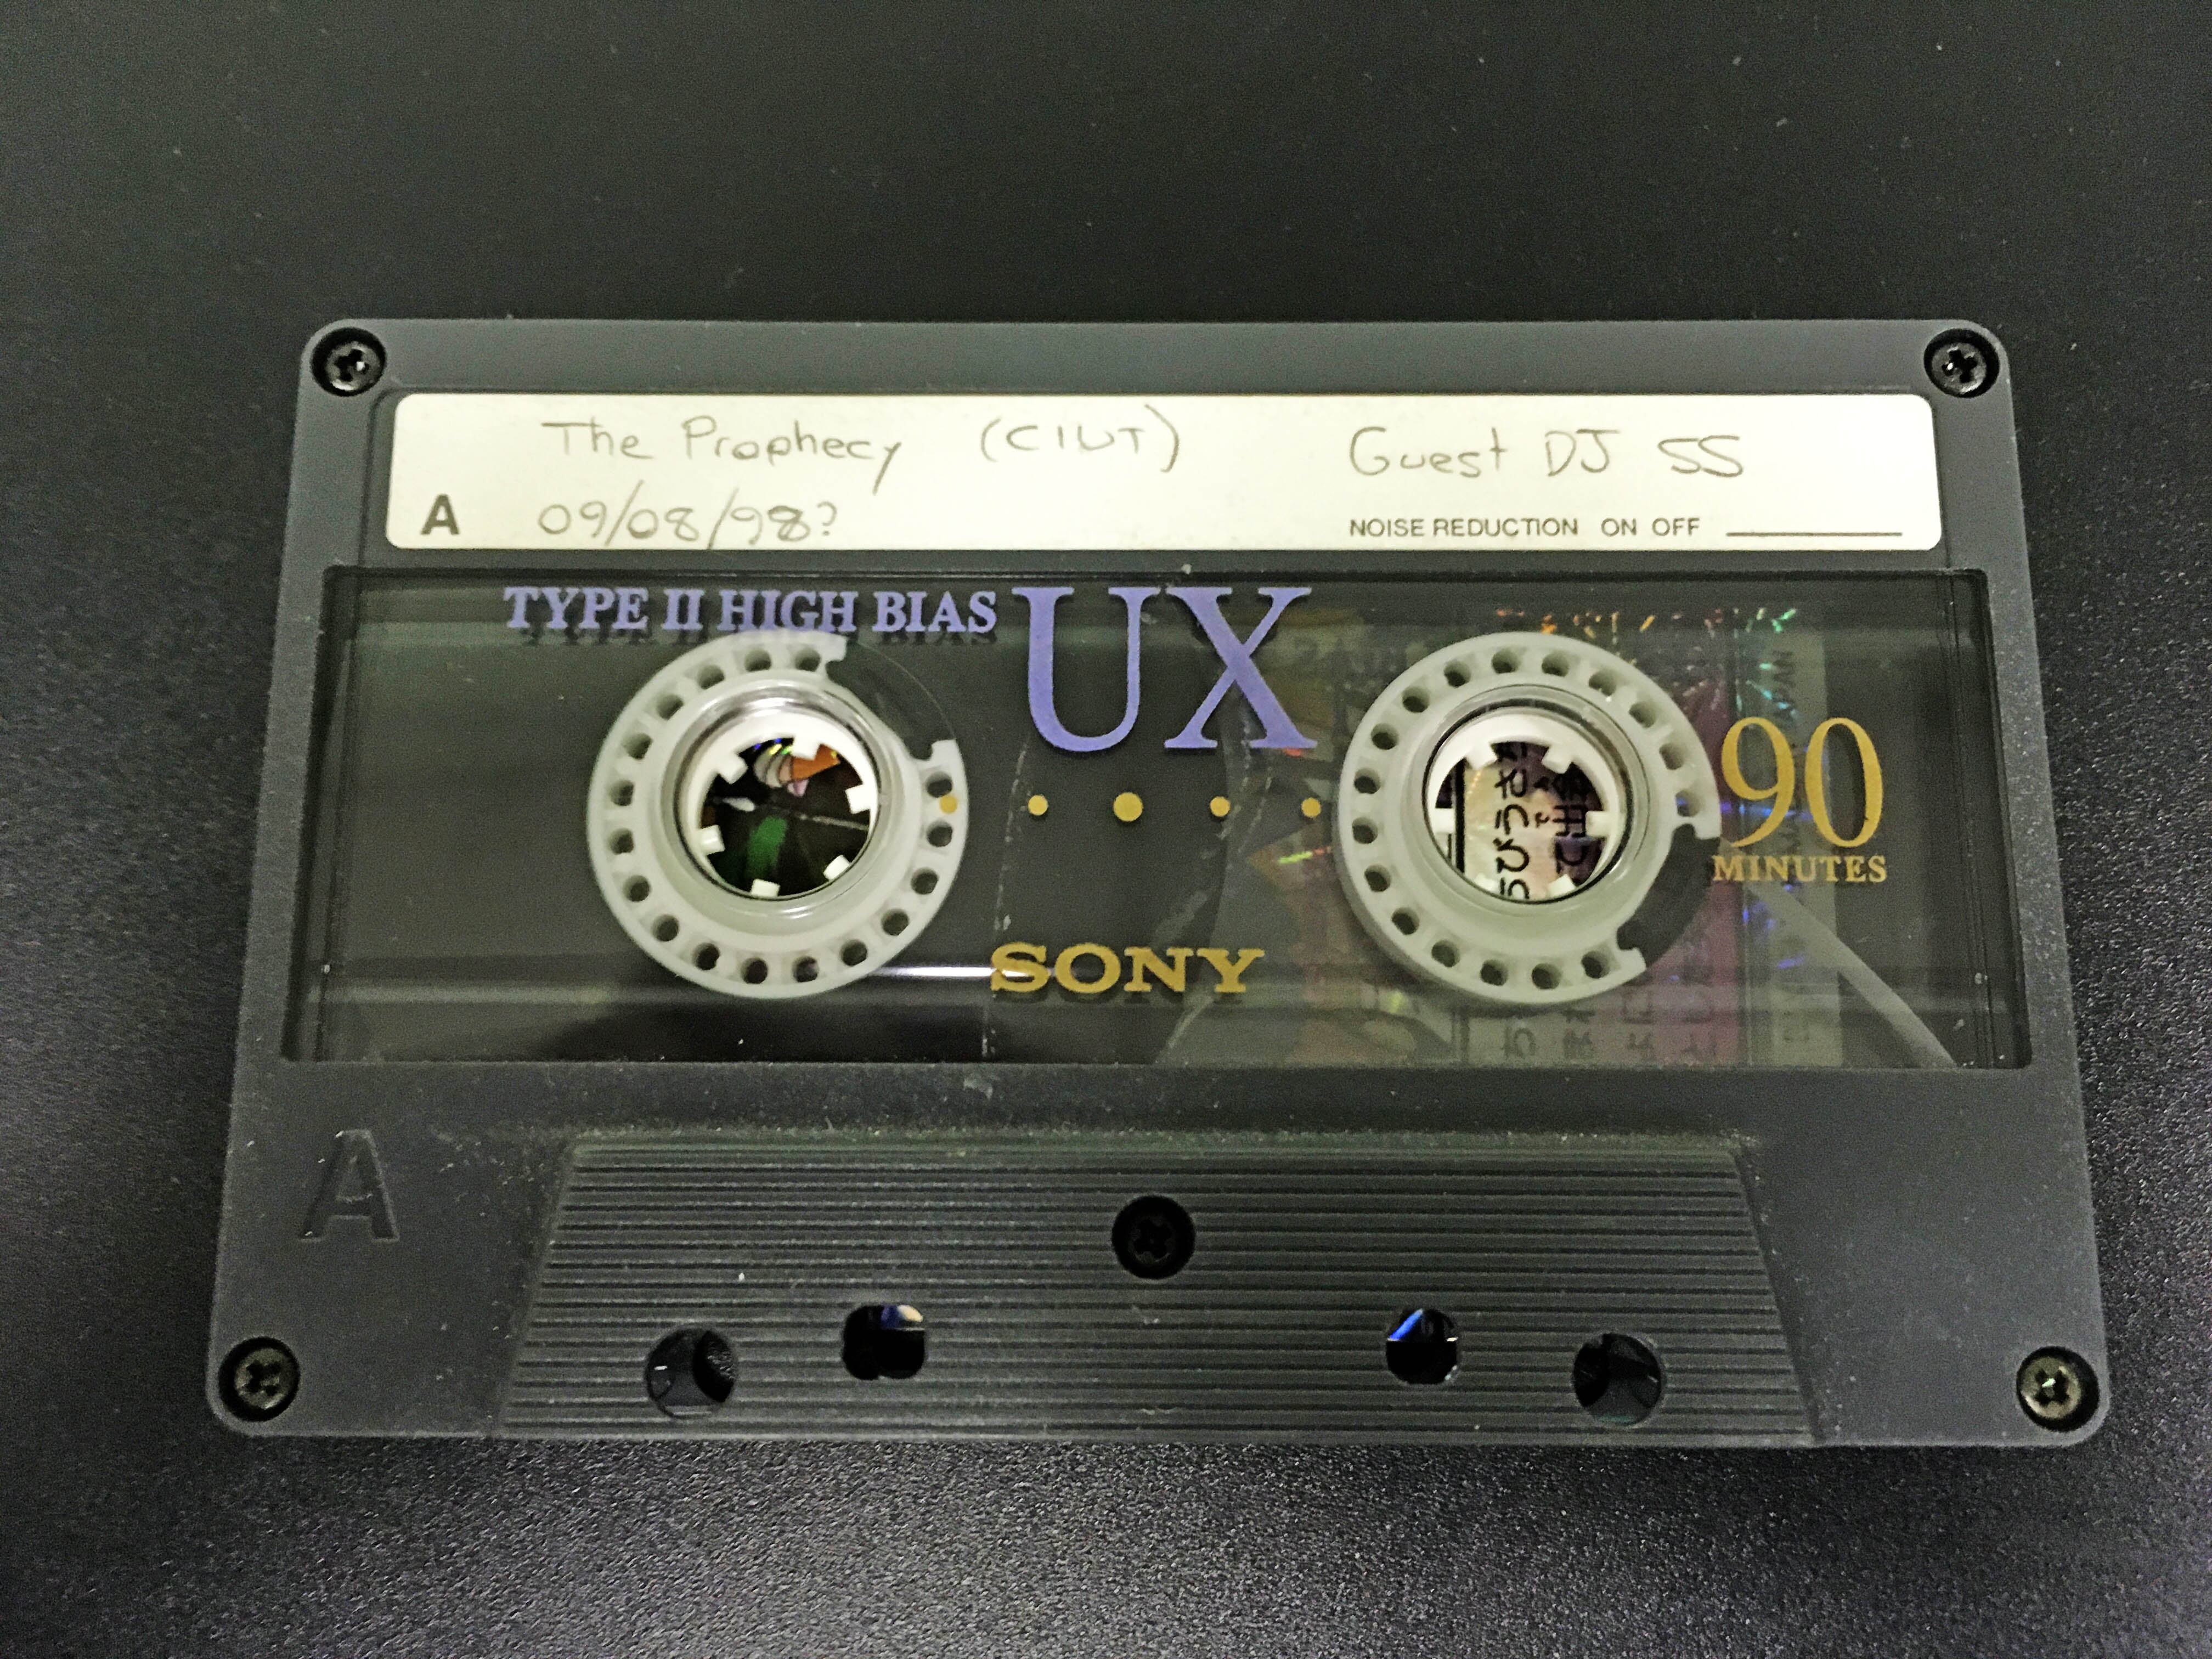 The Prophecy (CIUT) Guest DJ SS
A 09/08/98? NOISE REDUCTION ON OFF
TYPE II HIGH BIAS UX
90
MINUTES
SONY
A